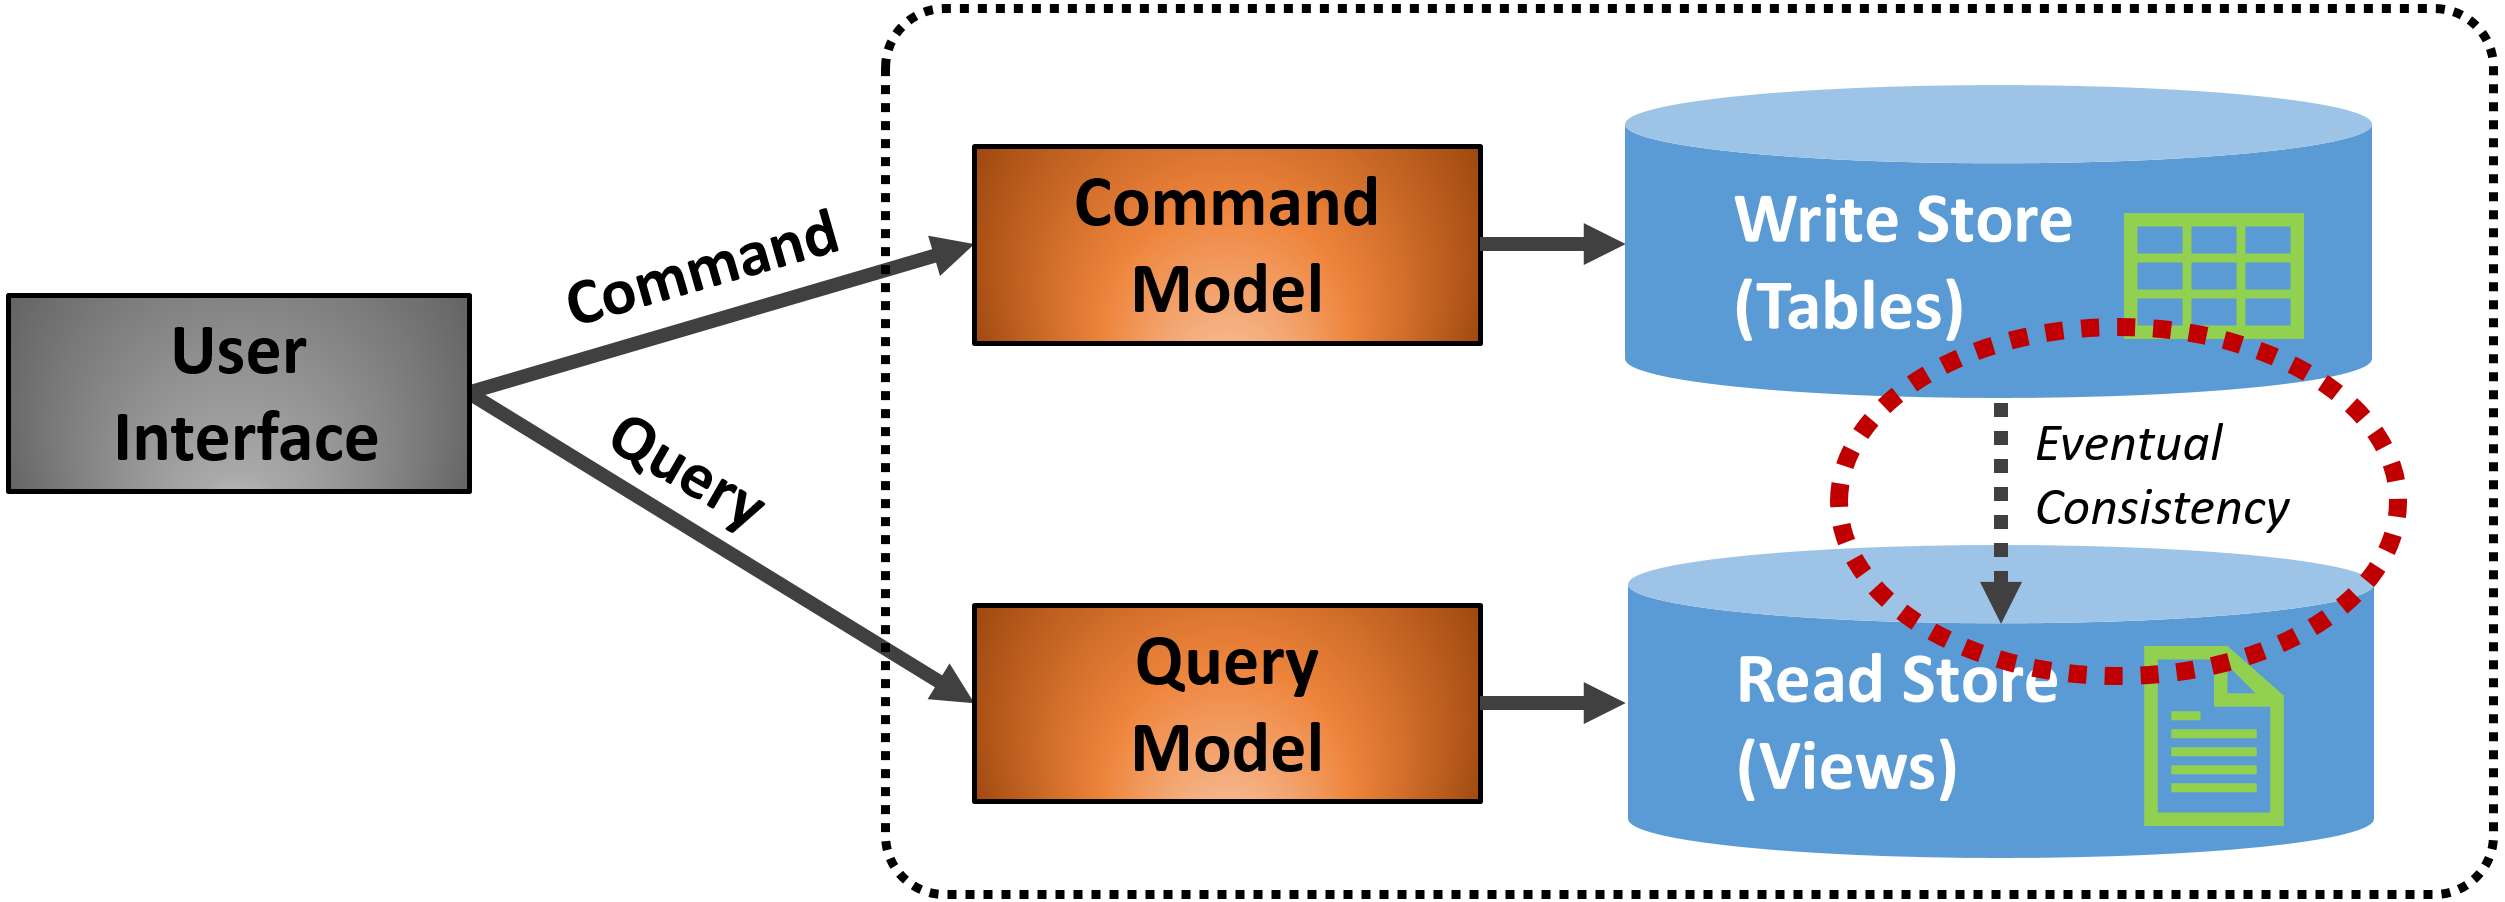 User
Interface
Command
Query
Command
Model
Query
Model
Write Store
(Tables)
Eventual
Consistency
Read Store
(Views)